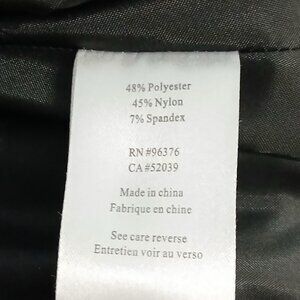 48% Polyester
45% Nylon
7% Spandex
RN #96376
CA #52039
Made in china
Fabrique en chine
See care reverse
Entretien voir au verso